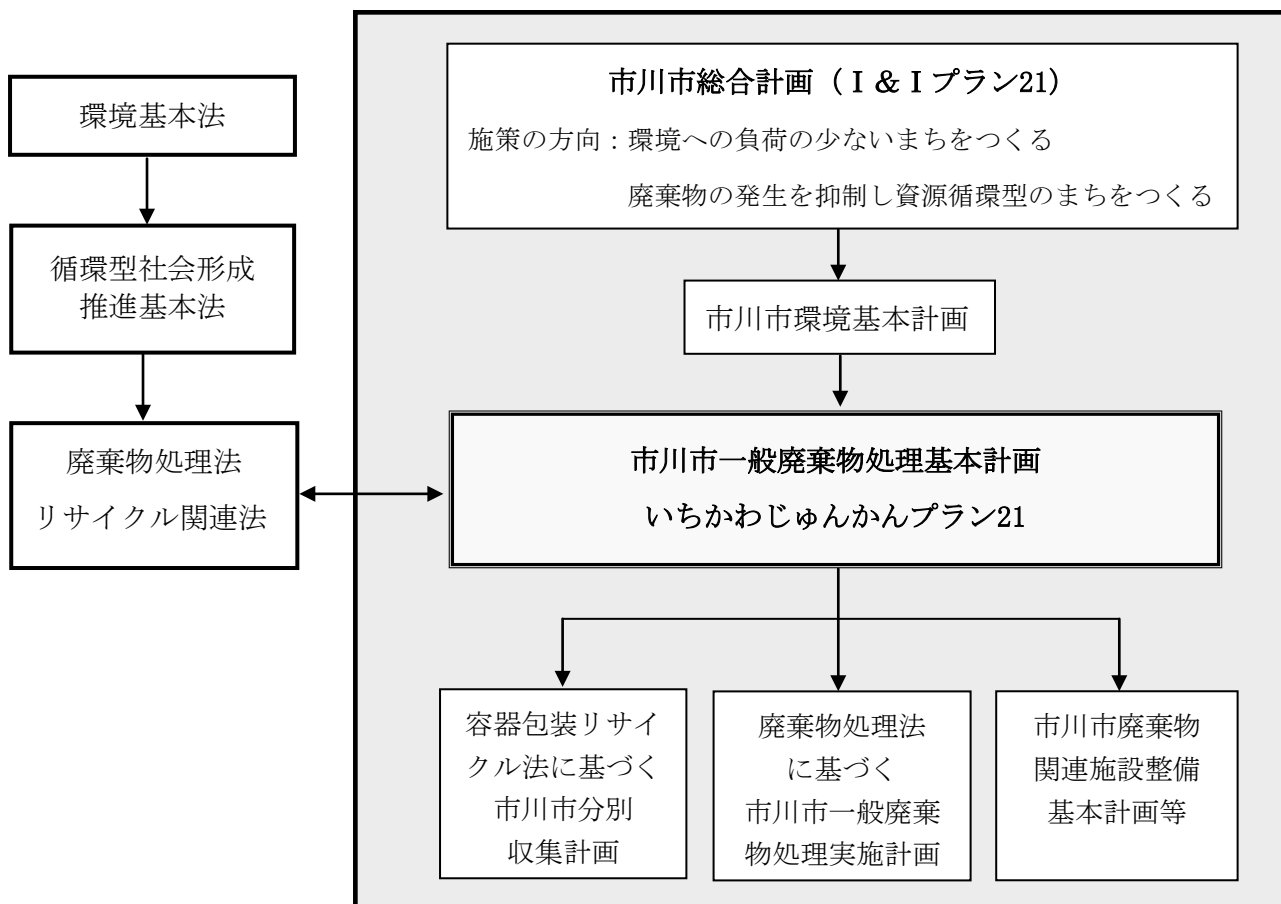 環境基本法
循環型社会形成
推進基本法
廃棄物処理法
リサイクル関連法
市川市総合計画（Ｉ＆Ｉプラン21）
施策の方向：環境への負荷の少ないまちをつくる
廃棄物の発生を抑制し資源循環型のまちをつくる
市川市環境基本計画
市川市一般廃棄物処理基本計画
いちかわじゅんかんプラン21
容器包装リサイ
クル法に基づく
市川市分別
収集計画
廃棄物処理法
に基づく
市川市一般廃棄
物処理実施計画
市川市廃棄物
関連施設整備
基本計画等